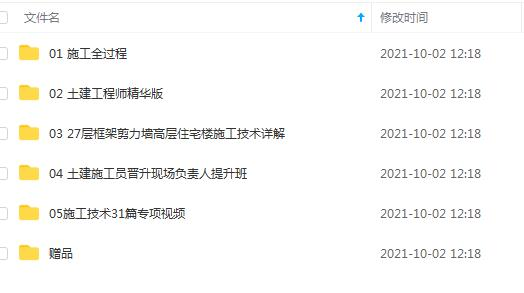 文件名 修改时间
01 施工全过程 2021-10-02 12:18
02 土建工程师精华版 2021-10-02 12:18
03 27层框架剪力墙高层住宅楼施工技术详解 2021-10-02 12:18
04 土建施工员晋升现场负责人提升班 2021-10-02 12:18
05施工技术31篇专项视频 2021-10-02 12:18
赠品 2021-10-02 12:18